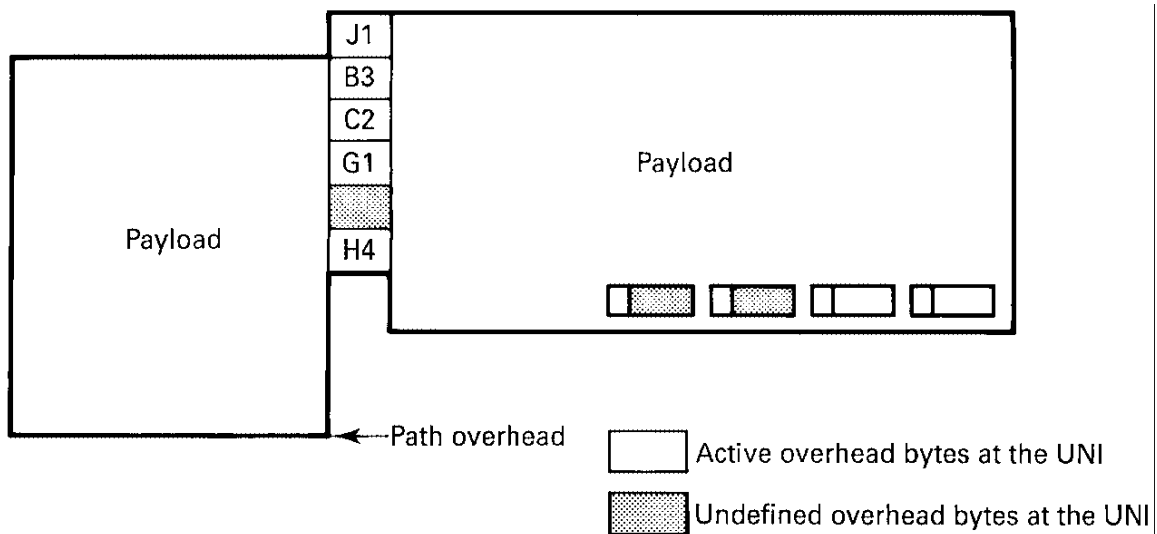 J1
B3
C2
G1
H4
Payload
Payload
Path overhead
Active overhead bytes at the UNI
Undefined overhead bytes at the UNI